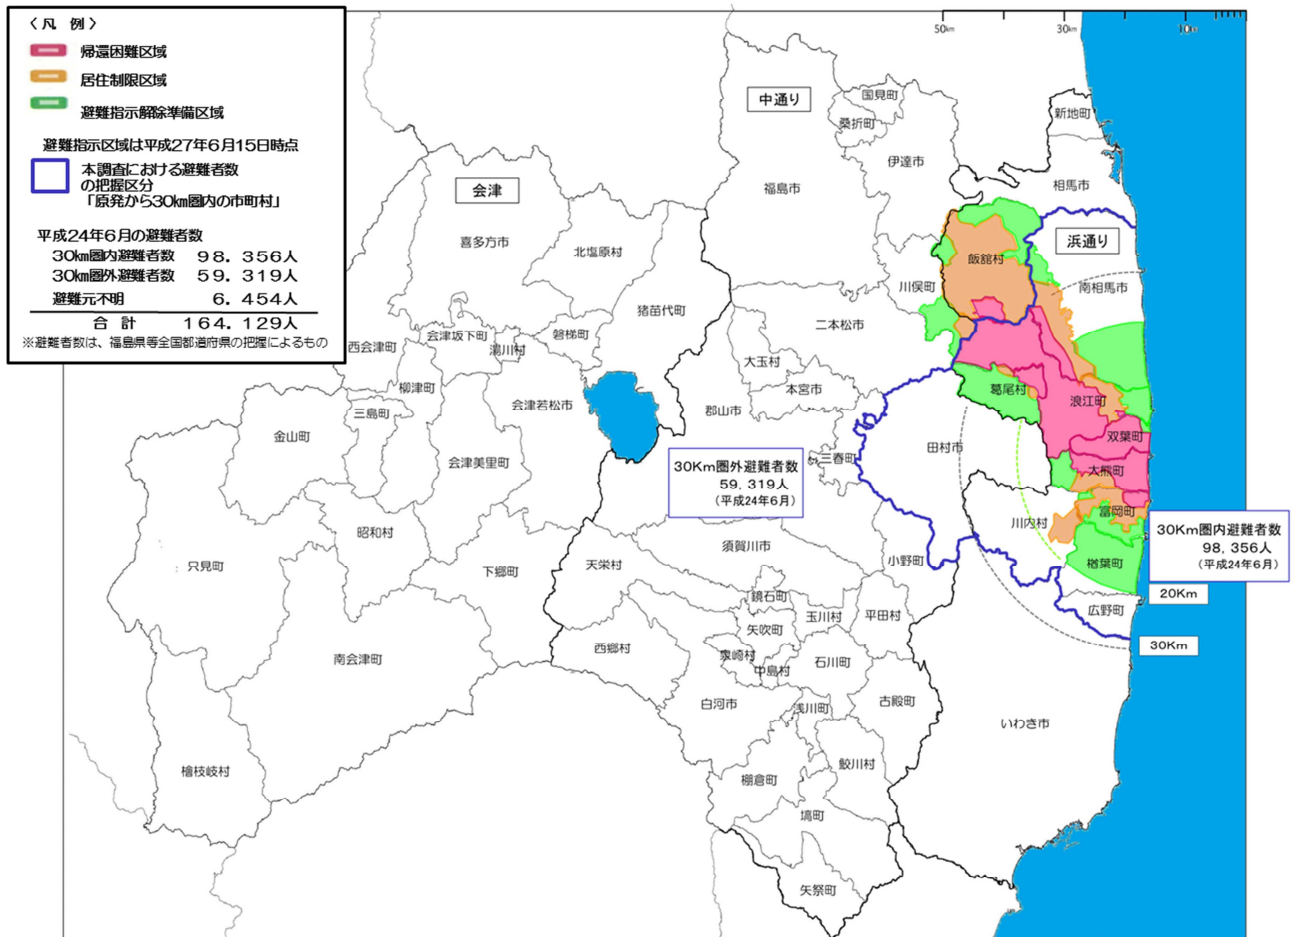 〈 凡　例 〉
帰還困難区域
居住制限区域
避難指示解除準備区域
避難指示区域は平成27年6月15日時点
本調査における避難者数
の把握区分
「原発から30km圏内の市町村」
平成24年6月の避難者数
30km圏内避難者数　98．356人
30km圏外避難者数　59．319人
避難元不明　6．454人
合　計　164．129人
※避難者数は、福島県等全国都道府県の把握によるもの
50km
30km
10km
中通り
国見町
桑折町
新地町
伊達市
福島市
相馬市
会津
喜多方市
北塩原村
浜通り
飯舘村
川俣町
南相馬市
猪苗代町
二本松市
磐梯町
会津坂下町
湯川村
西会津町
大玉村
本宮市
柳津町
葛尾村
浪江町
会津若松市
三島町
郡山市
金山町
双葉町
田村市
三春町
会津美里町
大熊町
30Km圏外避難者数
59, 319人
（平成24年6月）
富岡町
川内村
昭和村
30Km圏内避難者数
98, 356人
（平成24年6月）
須賀川市
小野町
楢葉町
只見町
下郷町
天栄村
20Km
鏡石町
広野町
玉川村
平田村
矢吹町
30Km
西郷村
泉崎村
中島村
石川町
南会津町
白河市
浅川町
古殿町
いわき市
檜枝岐村
棚倉町
鮫川村
塙町
矢祭町